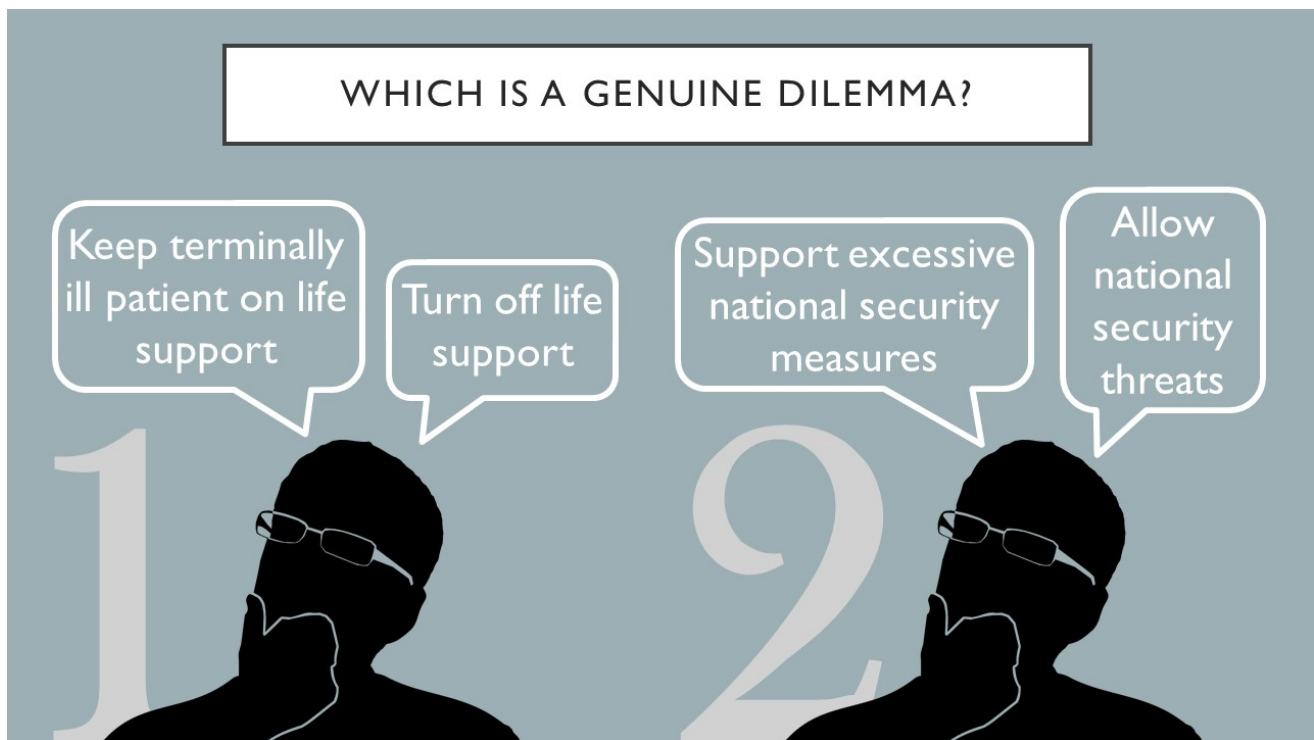 WHICH IS A GENUINE DILEMMA?
Keep terminally
ill patient on life
support
Turn off life
support
Support excessive
national security
measures
Allow
national
security
threats
1
2